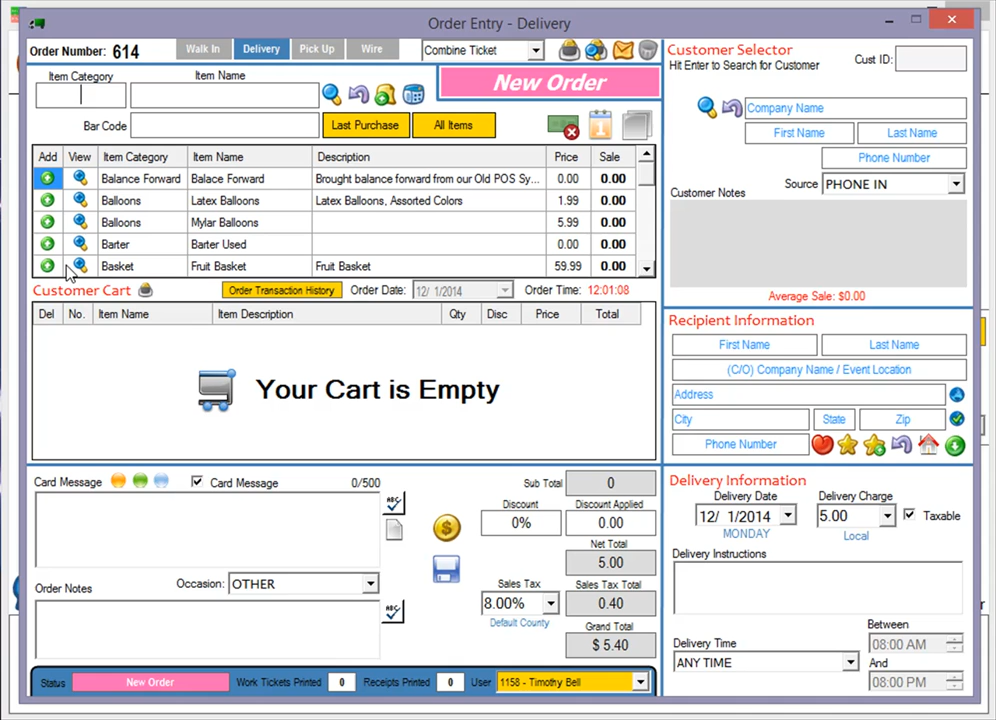 Order Entry - Delivery
Order Number: 614
Walk In
Delivery
Pick Up
Wire
Combine Ticket
Item Category
Item Name
New Order
Bar Code
Last Purchase
All Items
1
Add View Item Category Item Name Description Price Sale
Balance Forward Balace Forward Brought balance forward from our Old POS Sy... 0.00 0.00
Balloons Latex Balloons Latex Balloons, Assorted Colors 1.99 0.00
Balloons Mylar Balloons 5.99 0.00
Barter Barter Used 0.00 0.00
Basket Fruit Basket Fruit Basket 59.99 0.00
Customer Cart
Order Transaction History
Order Date: 12/ 1/2014
Order Time: 12:01:08
Del No. Item Name Item Description Qty Disc Price Total
Your Cart is Empty
Card Message
Card Message
0/500
ABC
Order Notes
Occasion: OTHER
ABC
Sub Total 0
Discount Discount Applied
0% 0.00
Net Total
5.00
Sales Tax Sales Tax Total
8.00% 0.40
Default County
Grand Total
$ 5.40
Status New Order Work Tickets Printed 0 Receipts Printed 0 User 1158 - Timothy Bell
Customer Selector
Hit Enter to Search for Customer
Cust ID:
Company Name
First Name Last Name
Phone Number
Customer Notes
Source PHONE IN
Average Sale: $0.00
Recipient Information
First Name Last Name
(C/O) Company Name / Event Location
Address
City State Zip
Phone Number
Delivery Information
Delivery Date Delivery Charge
12/ 1/2014 5.00 Taxable
MONDAY Local
Delivery Instructions
Delivery Time
ANY TIME
Between
08:00 AM
And
08:00 PM